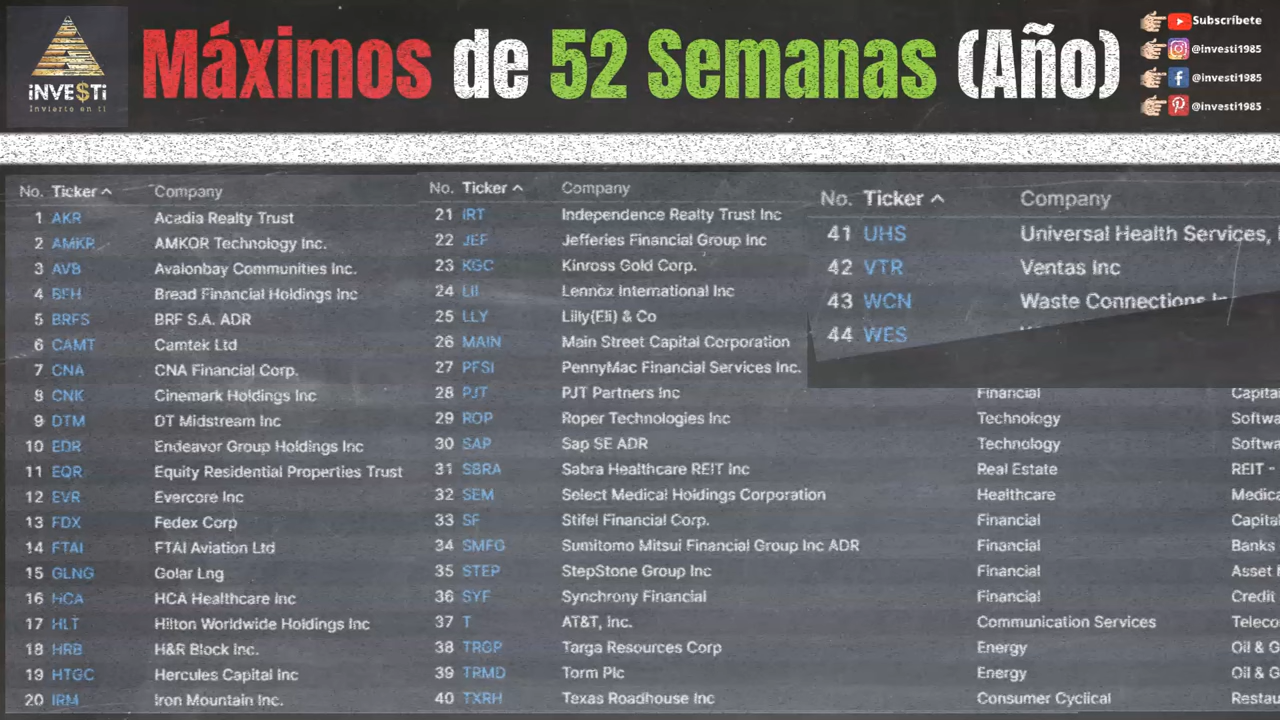 iNVE$Ti
Invierte en ti
Máximos de 52 Semanas (Año)
Subscríbete
@investi1985
@investi1985
@investi1985
No. Ticker Company
1 AKR Acadia Realty Trust
2 AMKR AMKOR Technology Inc.
3 AVB Avalonbay Communities Inc.
4 BFH Bread Financial Holdings Inc
5 BRFS BRF S.A. ADR
6 CAMT Camtek Ltd
7 CNA CNA Financial Corp.
8 CNK Cinemark Holdings Inc
9 DTM DT Midstream Inc
10 EDR Endeavor Group Holdings Inc
11 EQR Equity Residential Properties Trust
12 EVR Evercore Inc
13 FDX Fedex Corp
14 FTAI FTAI Aviation Ltd
15 GLNG Golar Lng
16 HCA HCA Healthcare Inc
17 HLT Hilton Worldwide Holdings Inc
18 HRB H&R Block Inc.
19 HTGC Hercules Capital Inc
20 IRM Iron Mountain Inc.
No. Ticker Company
21 IRT Independence Realty Trust Inc
22 JEF Jefferies Financial Group Inc
23 KGC Kinross Gold Corp.
24 LII Lennox International Inc
25 LLY Lilly(Eli) & Co
26 MAIN Main Street Capital Corporation
27 PFSI PennyMac Financial Services Inc.
28 PJT PJT Partners Inc Financial Capita
29 ROP Roper Technologies Inc Technology Softwa
30 SAP Sap SE ADR Technology Softwa
31 SBRA Sabra Healthcare REIT Inc Real Estate REIT -
32 SEM Select Medical Holdings Corporation Healthcare Medica
33 SF Stifel Financial Corp. Financial Capita
34 SMFG Sumitomo Mitsui Financial Group Inc ADR Financial Banks
35 STEP StepStone Group Inc Financial Asset
36 SYF Synchrony Financial Financial Credit
37 T AT&T, Inc. Communication Services Teleco
38 TRGP Targa Resources Corp Energy Oil & G
39 TRMD Torm Plc Energy Oil & G
40 TXRH Texas Roadhouse Inc Consumer Cyclical Restau
No. Ticker Company
41 UHS Universal Health Services,
42 VTR Ventas Inc
43 WCN Waste Connections
44 WES